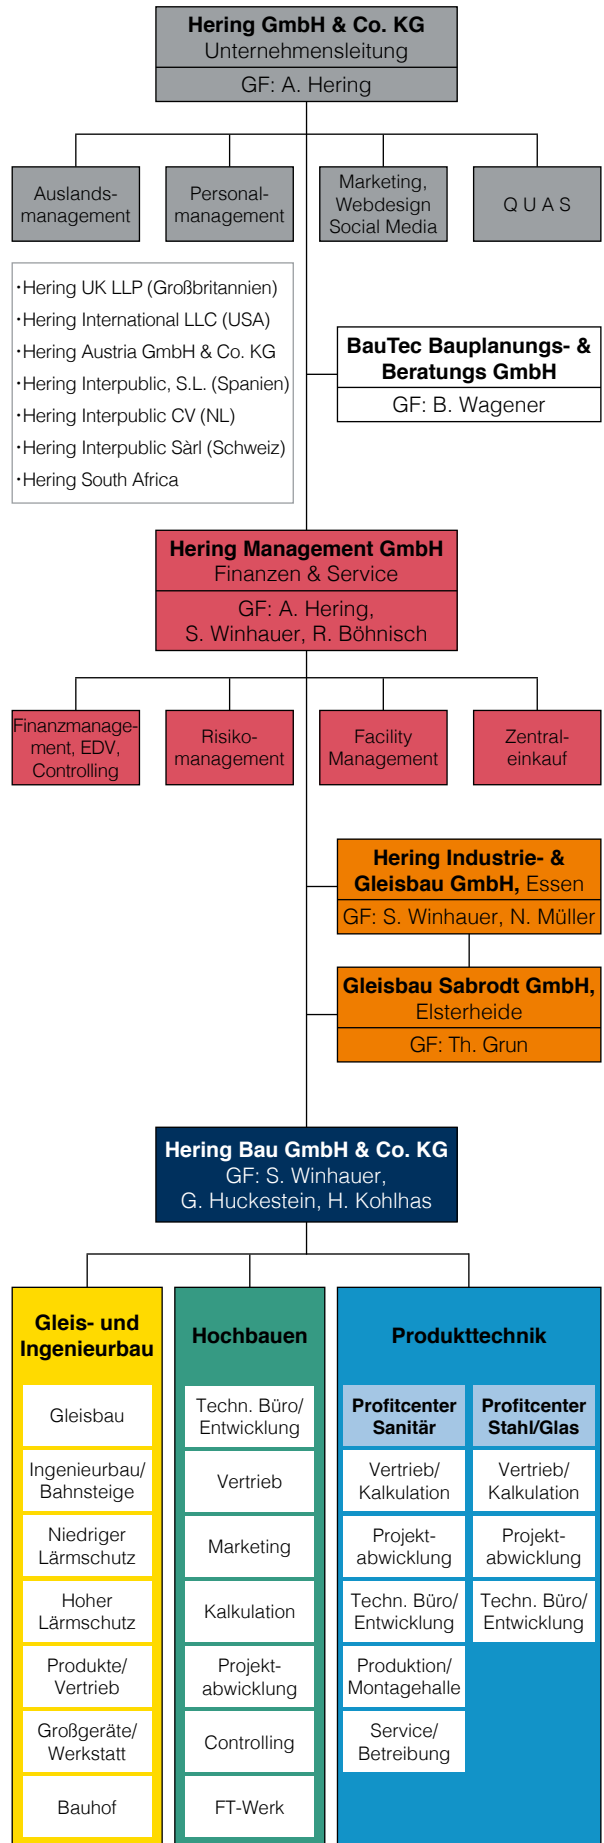 Hering GmbH & Co. KG
Unternehmensleitung
GF: A. Hering
Auslands-
management
Personal-
management
Marketing,
Webdesign
Social Media
Q U A S
·Hering UK LLP (Großbritannien)
·Hering International LLC (USA)
·Hering Austria GmbH & Co. KG
·Hering Interpublic, S.L. (Spanien)
·Hering Interpublic CV (NL)
·Hering Interpublic Sàrl (Schweiz)
·Hering South Africa
BauTec Bauplanungs- &
Beratungs GmbH
GF: B. Wagener
Hering Management GmbH
Finanzen & Service
GF: A. Hering,
S. Winhauer, R. Böhnisch
Finanzmanage-
ment, EDV,
Controlling
Risiko-
management
Facility
Management
Zentral-
einkauf
Hering Industrie- &
Gleisbau GmbH, Essen
GF: S. Winhauer, N. Müller
Gleisbau Sabrodt GmbH,
Elsterheide
GF: Th. Grun
Hering Bau GmbH & Co. KG
GF: S. Winhauer,
G. Huckestein, H. Kohlhas
Gleis- und
Ingenieurbau
Gleisbau
Ingenieurbau/
Bahnsteige
Niedriger
Lärmschutz
Hoher
Lärmschutz
Produkte/
Vertrieb
Großgeräte/
Werkstatt
Bauhof
Hochbauen
Techn. Büro/
Entwicklung
Vertrieb
Marketing
Kalkulation
Projekt-
abwicklung
Controlling
FT-Werk
Produkttechnik
Profitcenter
Sanitär
Vertrieb/
Kalkulation
Projekt-
abwicklung
Techn. Büro/
Entwicklung
Produktion/
Montagehalle
Service/
Betreibung
Profitcenter
Stahl/Glas
Vertrieb/
Kalkulation
Projekt-
abwicklung
Techn. Büro/
Entwicklung